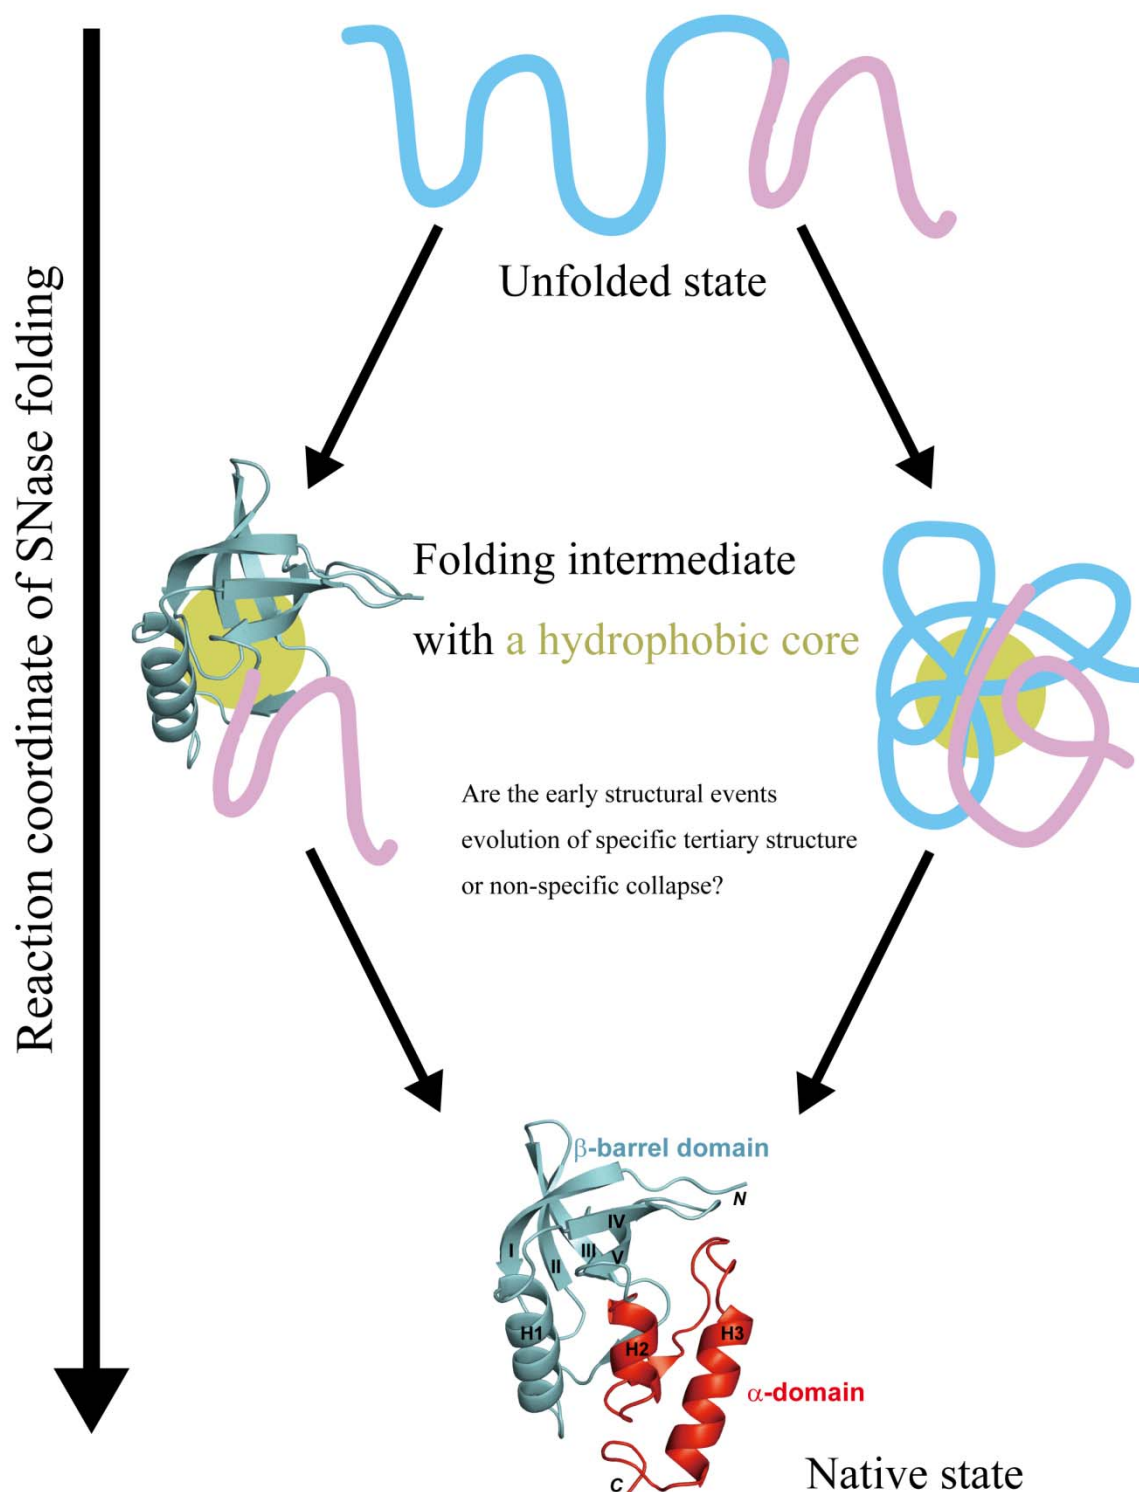 Reaction coordinate of SNase folding
Unfolded state
Folding intermediate
with a hydrophobic core
Are the early structural events
evolution of specific tertiary structure
or non-specific collapse?
β-barrel domain
N
IV
I
II
III
V
H1
H2
H3
α-domain
C
Native state